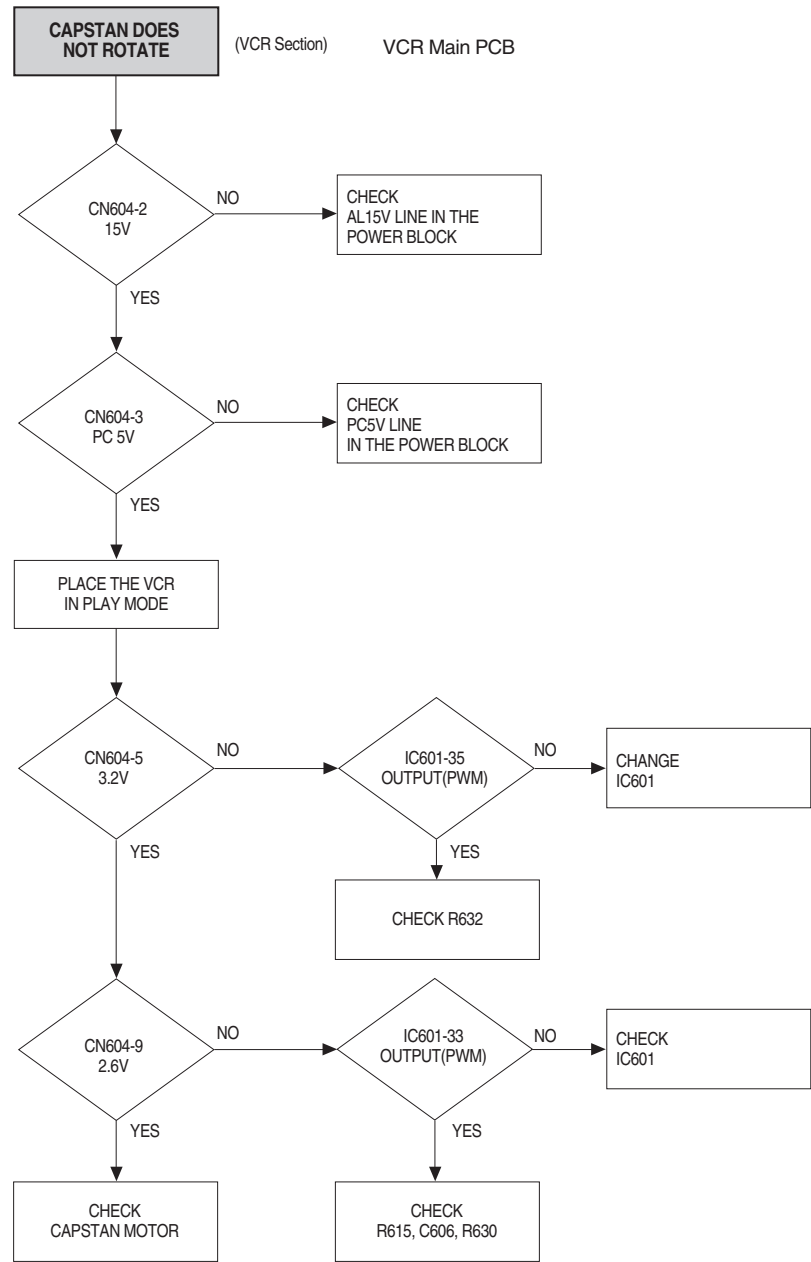 CAPSTAN DOES
NOT ROTATE
(VCR Section)
VCR Main PCB
CN604-2
15V
NO
CHECK
AL15V LINE IN THE
POWER BLOCK
YES
CN604-3
PC 5V
NO
CHECK
PC5V LINE
IN THE POWER BLOCK
YES
PLACE THE VCR
IN PLAY MODE
CN604-5
3.2V
NO
IC601-35
OUTPUT(PWM)
NO
CHANGE
IC601
YES
YES
CHECK R632
CN604-9
2.6V
NO
IC601-33
OUTPUT(PWM)
NO
CHECK
IC601
YES
YES
CHECK
CAPSTAN MOTOR
CHECK
R615, C606, R630